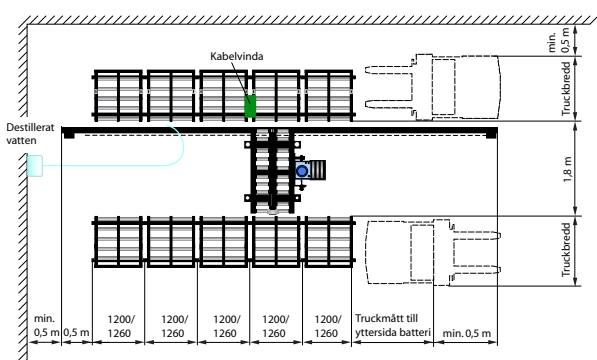 Kabelvinda
min.
0,5 m
Truckbredd
Destillerat
vatten
1,8 m
Truckbredd
min.
0,5 m
0,5 m
1200/
1260
1200/
1260
1200/
1260
1200/
1260
1200/
1260
Truckmått till
yttersida batteri
min. 0,5 m